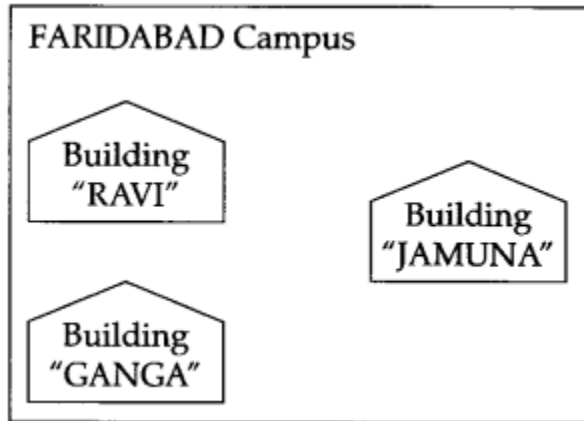 FARIDABAD Campus
Building
“RAVI”
Building
“JAMUNA”
Building
“GANGA”